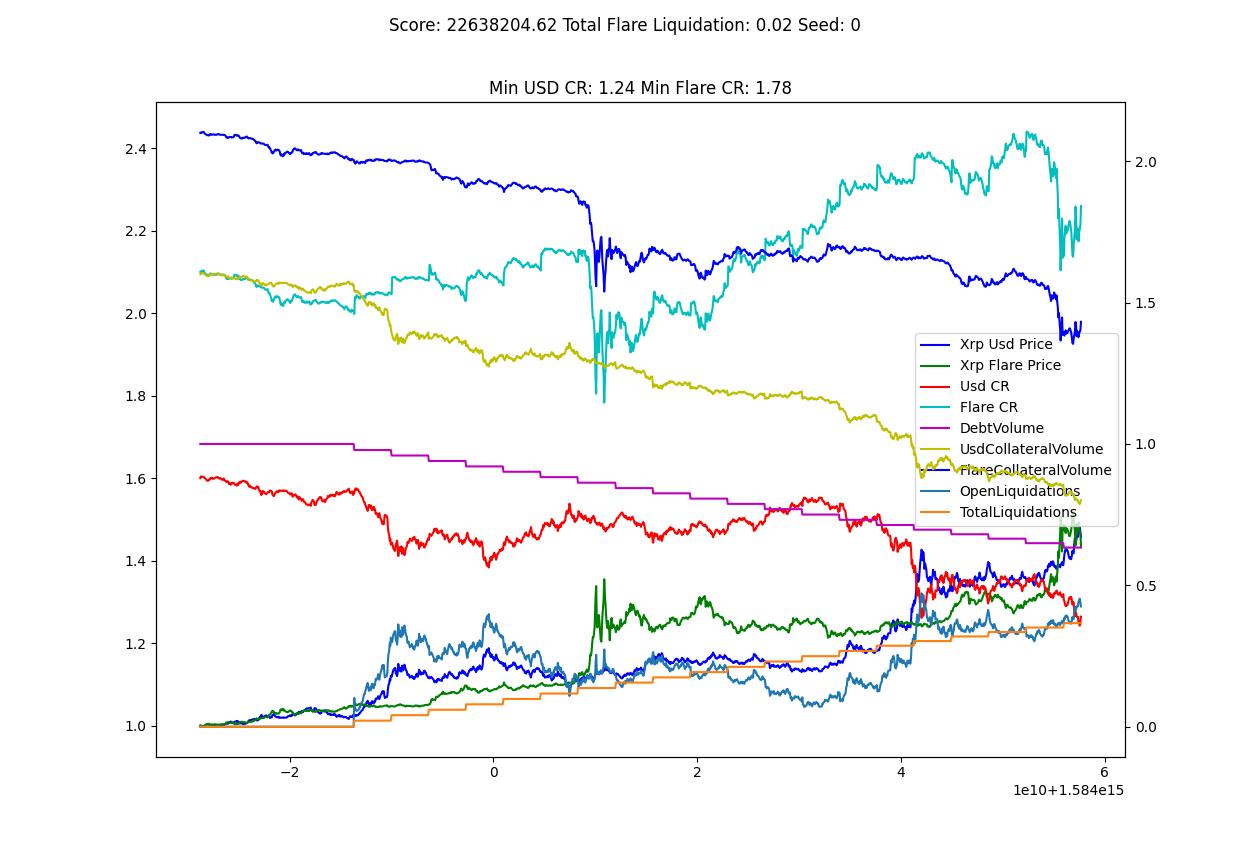 Score: 22638204.62 Total Flare Liquidation: 0.02 Seed: 0
Min USD CR: 1.24 Min Flare CR: 1.78
2.4
2.2
2.0
1.8
1.6
1.4
1.2
1.0
2.0
1.5
1.0
0.5
0.0
Xrp Usd Price
Xrp Flare Price
Usd CR
Flare CR
DebtVolume
UsdCollateralVolume
FlareCollateralVolume
OpenLiquidations
TotalLiquidations
−2 0 2 4 6
1e10+1.584e15